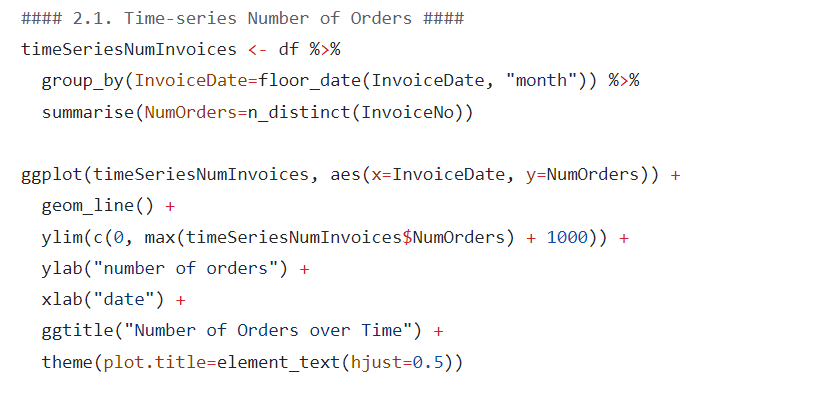 #### 2.1. Time-series Number of Orders ####
timeSeriesNumInvoices <- df %>%
  group_by(InvoiceDate=floor_date(InvoiceDate, "month")) %>%
  summarise(NumOrders=n_distinct(InvoiceNo))

ggplot(timeSeriesNumInvoices, aes(x=InvoiceDate, y=NumOrders)) +
  geom_line() +
  ylim(c(0, max(timeSeriesNumInvoices$NumOrders) + 1000)) +
  ylab("number of orders") +
  xlab("date") +
  ggtitle("Number of Orders over Time") +
  theme(plot.title=element_text(hjust=0.5))